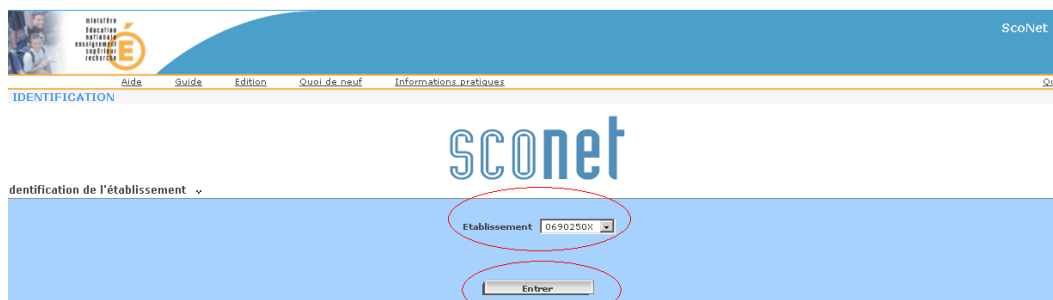 ministère
éducation
nationale
enseignement
supérieur
recherche
É
ScoNet
Aide Guide Edition Quoi de neuf Informations pratiques Qu
IDENTIFICATION
sconet
dentification de l'établissement
Etablissement 0690250X
Entrer